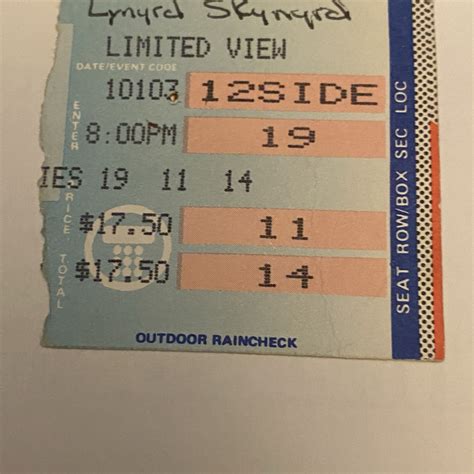 Lynyrd Skynyrd
LIMITED VIEW
DATE/EVENT CODE
10103 12SIDE
ENTER
8:00PM 19
IES 19 11 14
PRICE
$17.50 11
TOTAL
$17.50 14
SEAT ROW/BOX SEC LOC
OUTDOOR RAINCHECK